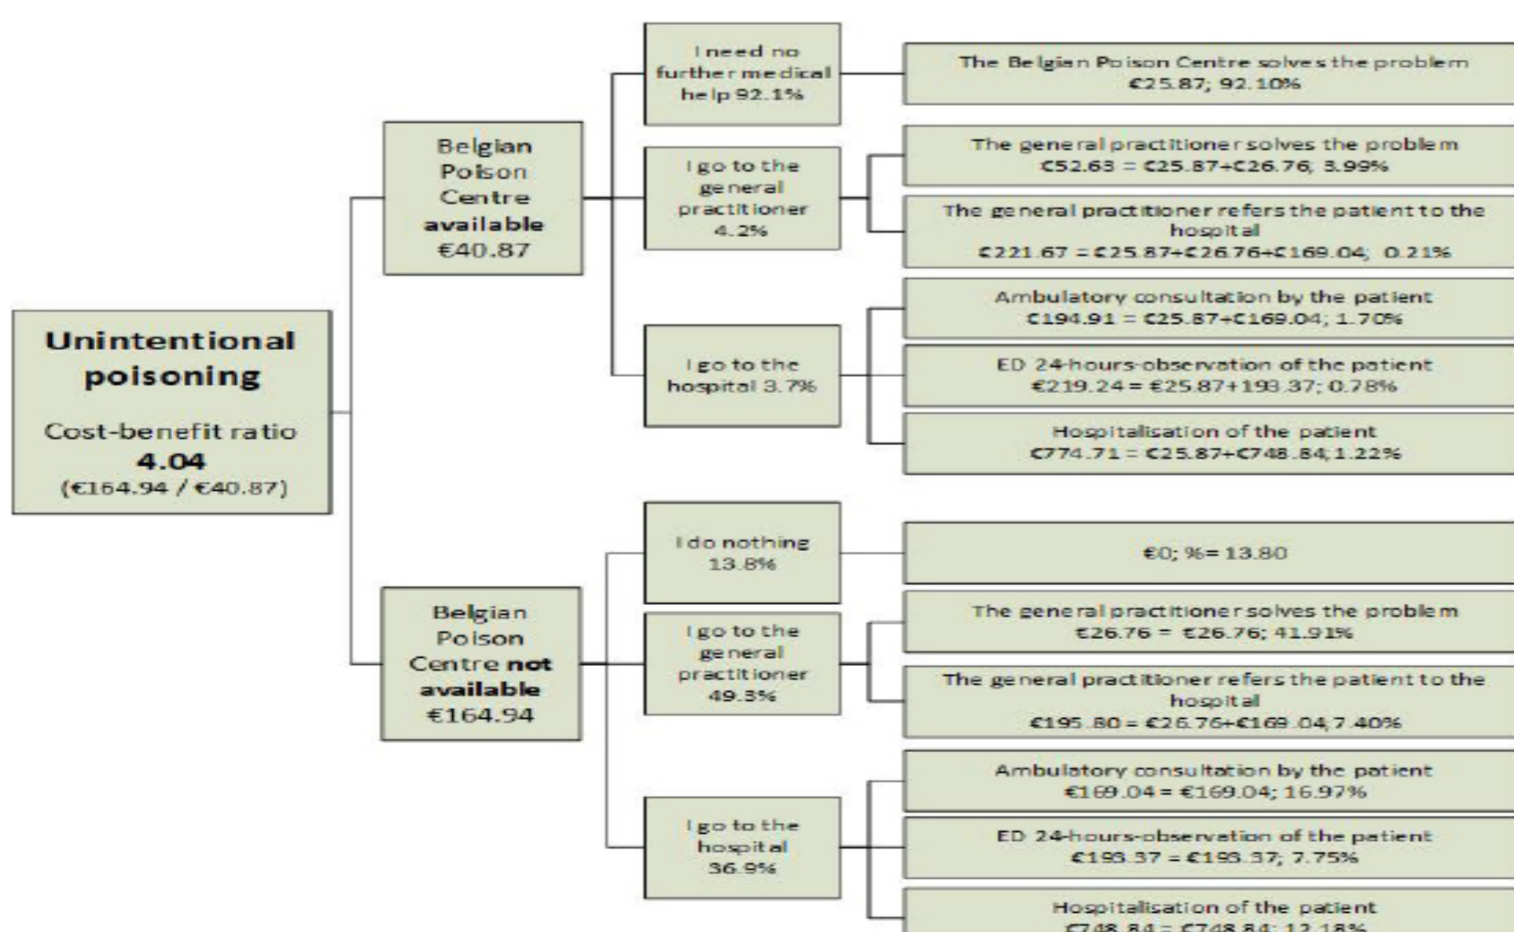 Unintentional
poisoning
Cost-benefit ratio
4.04
(€164.94 / €40.87)
Belgian
Poison
Centre
available
€40.87
I need no
further medical
help 92.1%
The Belgian Poison Centre solves the problem
€25.87; 92.10%
I go to the
general
practitioner
4.2%
The general practitioner solves the problem
€52.63 = €25.87+€26.76; 3.99%
The general practitioner refers the patient to the
hospital
€221.67 = €25.87+€26.76+€169.04; 0.21%
I go to the
hospital 3.7%
Ambulatory consultation by the patient
€194.91 = €25.87+€169.04; 1.70%
ED 24-hours-observation of the patient
€219.24 = €25.87+193.37; 0.78%
Hospitalisation of the patient
€774.71 = €25.87+€748.84;1.22%
Belgian
Poison
Centre not
available
€164.94
I do nothing
13.8%
€0; %= 13.80
I go to the
general
practitioner
49.3%
The general practitioner solves the problem
€26.76 = €26.76; 41.91%
The general practitioner refers the patient to the
hospital
€195.80 = €26.76+€169.04;7.40%
I go to the
hospital
36.9%
Ambulatory consultation by the patient
€169.04 = €169.04; 16.97%
ED 24-hours-observation of the patient
€193.37 = €193.37; 7.75%
Hospitalisation of the patient
€748.84 = €748.84; 12.18%